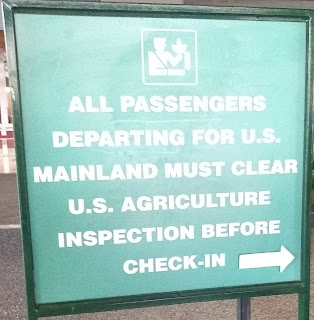 ALL PASSENGERS
DEPARTING FOR U.S.
MAINLAND MUST CLEAR
U.S. AGRICULTURE
INSPECTION BEFORE
CHECK-IN